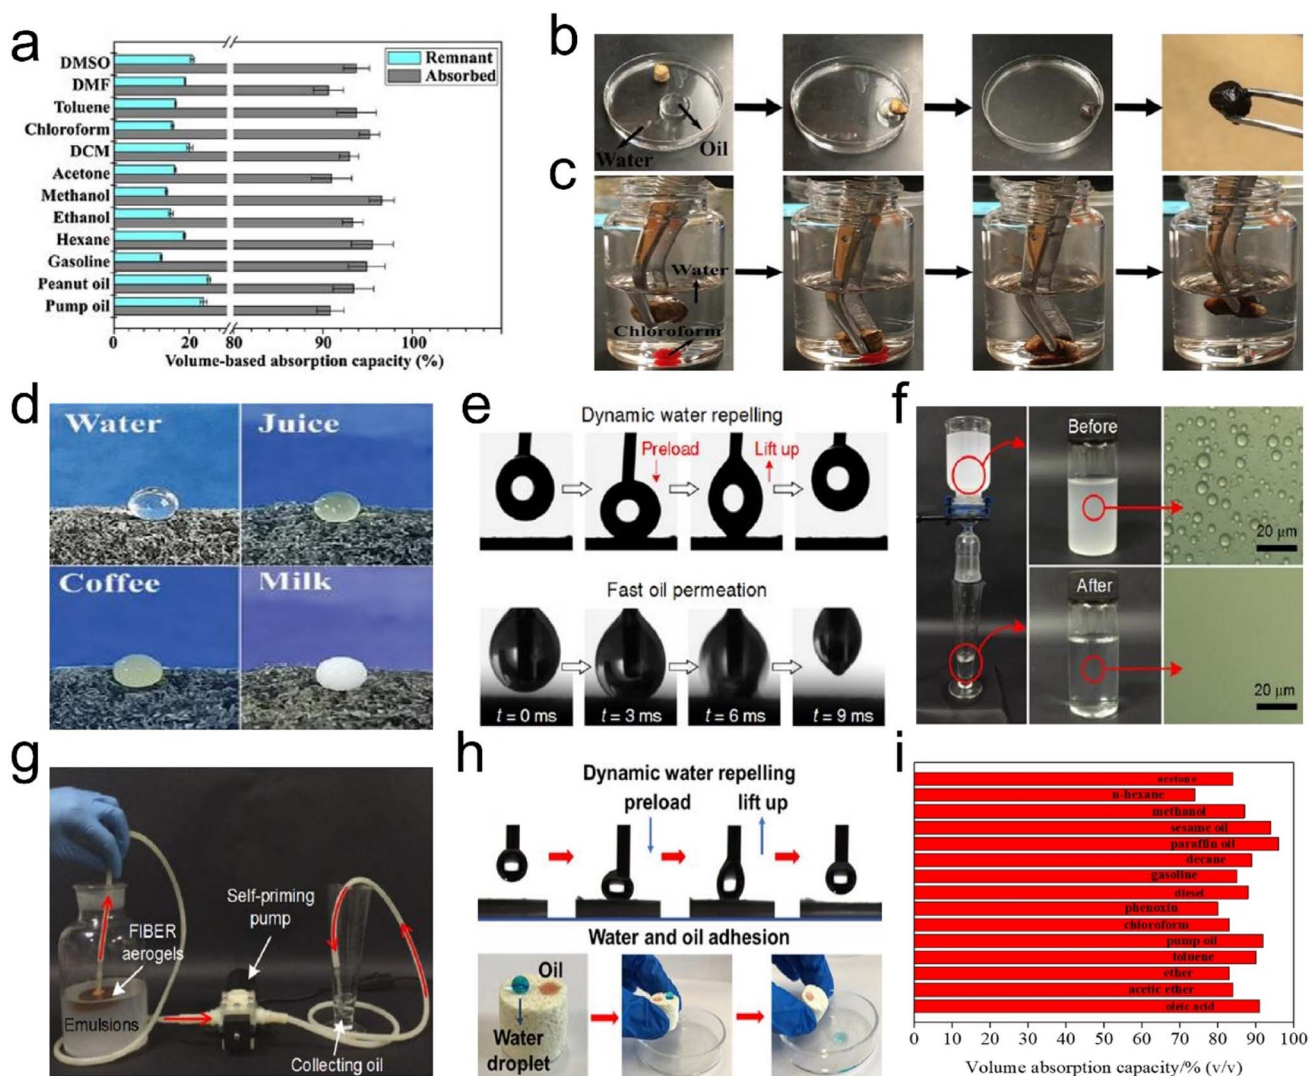 a
Remnant
Absorbed
DMSO
DMF
Toluene
Chloroform
DCM
Acetone
Methanol
Ethanol
Hexane
Gasoline
Peanut oil
Pump oil
0 20 80 90 100
Volume-based absorption capacity (%)
b
Water
Oil
c
Water
Chloroform
d
Water
Juice
Coffee
Milk
e
Dynamic water repelling
Preload
Lift up
Fast oil permeation
t = 0 ms
t = 3 ms
t = 6 ms
t = 9 ms
f
Before
20 μm
After
20 μm
g
FIBER
aerogels
Emulsions
Self-priming
pump
Collecting oil
h
Dynamic water repelling
preload
lift up
Water and oil adhesion
Oil
Water
droplet
i
acetone
n-hexane
methanol
sesame oil
paraffin oil
decane
gasoline
diesel
phenoxin
chloroform
pump oil
toluene
ether
acetic ether
oleic acid
0 10 20 30 40 50 60 70 80 90 100
Volume absorption capacity/% (v/v)